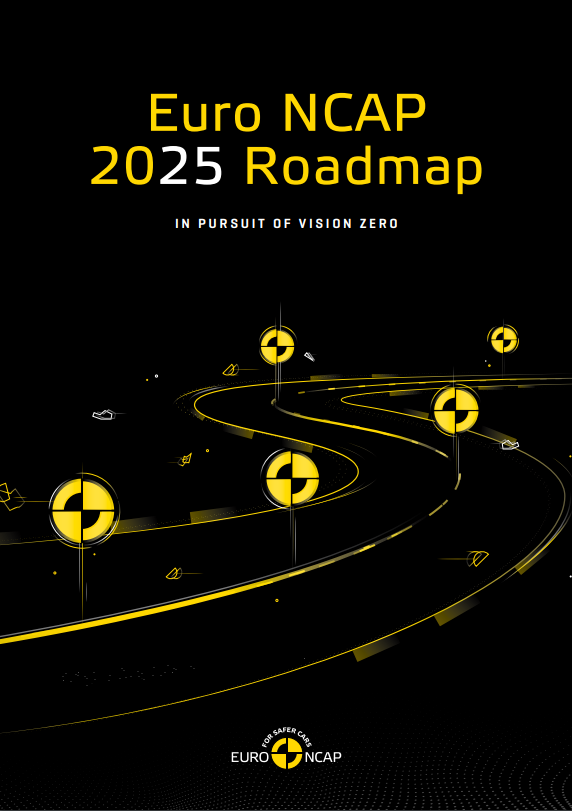 Euro NCAP
2025 Roadmap
IN PURSUIT OF VISION ZERO
FOR SAFER CARS
EURO NCAP